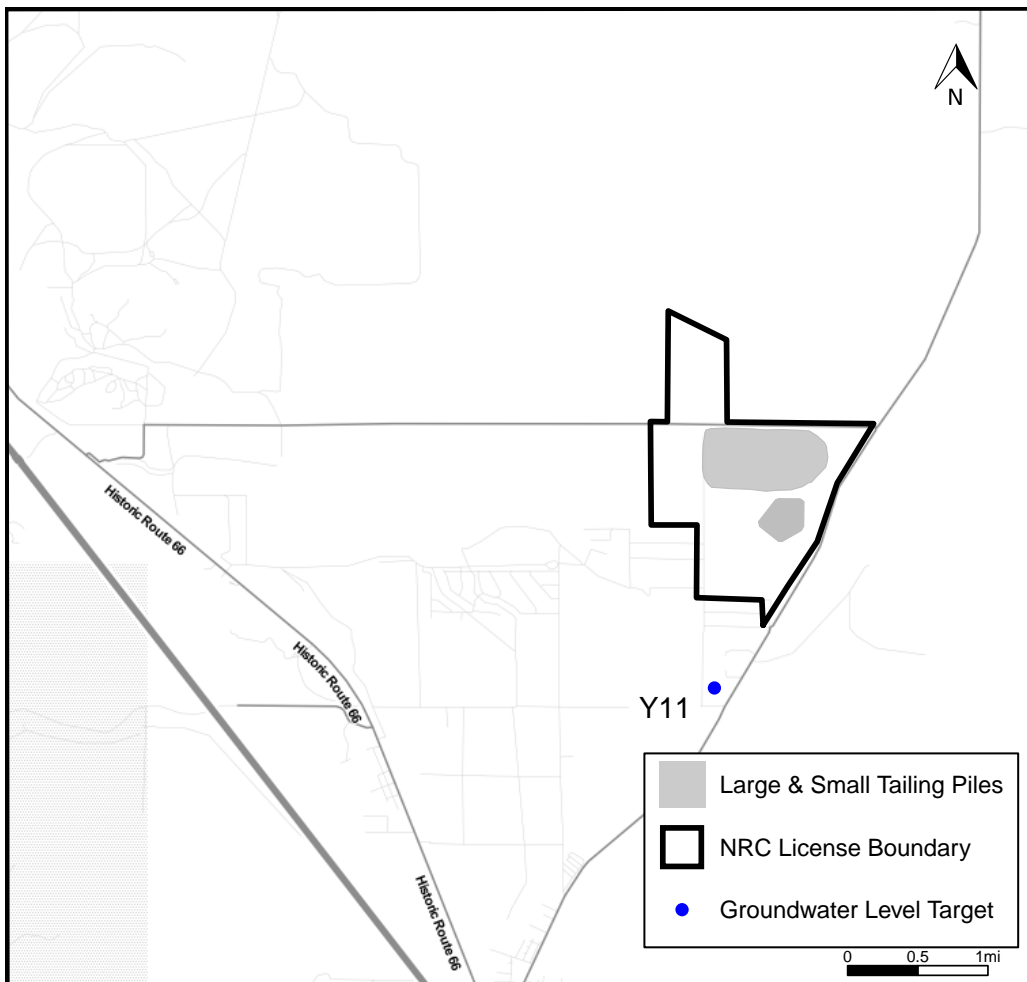 N
Historic Route 66
Historic Route 66
Y11
Historic Route 66
Large & Small Tailing Piles
NRC License Boundary
Groundwater Level Target
0 0.5 1mi